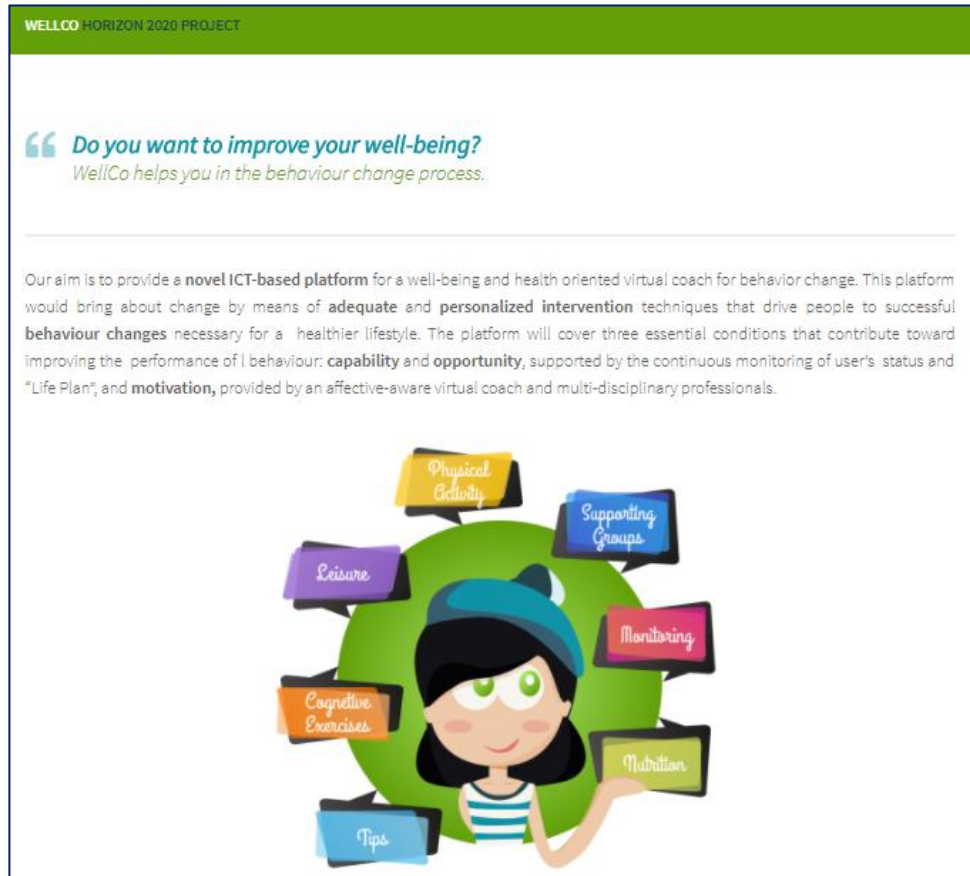 WELLCO HORIZON 2020 PROJECT
“ Do you want to improve your well-being?
WellCo helps you in the behaviour change process.
Our aim is to provide a novel ICT-based platform for a well-being and health oriented virtual coach for behavior change. This platform
would bring about change by means of adequate and personalized intervention techniques that drive people to successful
behaviour changes necessary for a healthier lifestyle. The platform will cover three essential conditions that contribute toward
improving the performance of l behaviour: capability and opportunity, supported by the continuous monitoring of user's status and
“Life Plan”, and motivation, provided by an affective-aware virtual coach and multi-disciplinary professionals.
Physical
Activity
Supporting
Groups
Leisure
Monitoring
Cognetive
Exercises
Nutrition
Tips